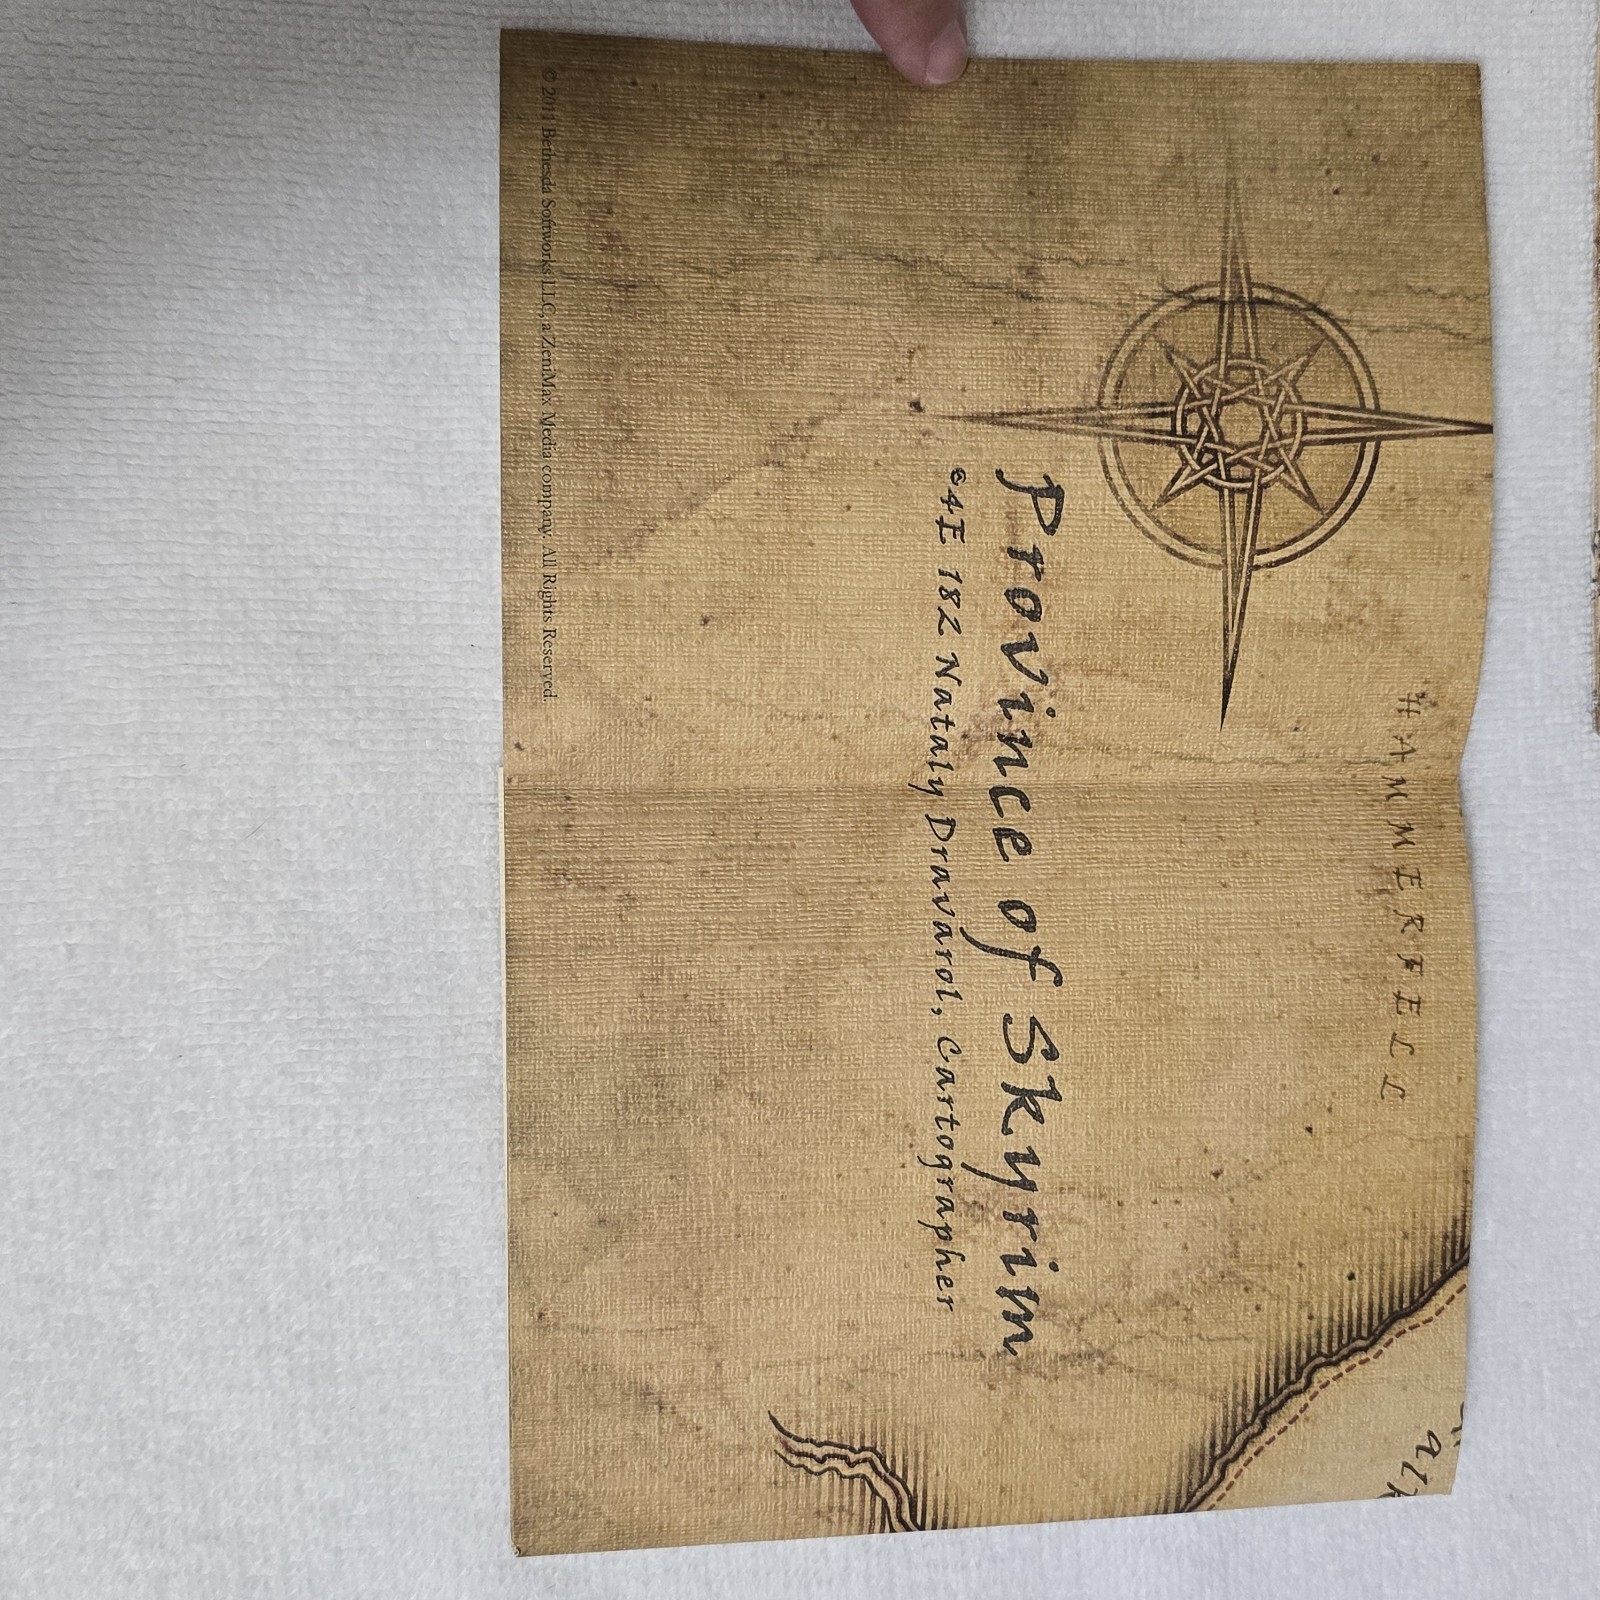 HAMMERFELL
Province of Skyrim
©4E 182 Nataly Dravarol, Cartographer
© 2011 Bethesda Softworks LLC, a ZeniMax Media company. All Rights Reserved.